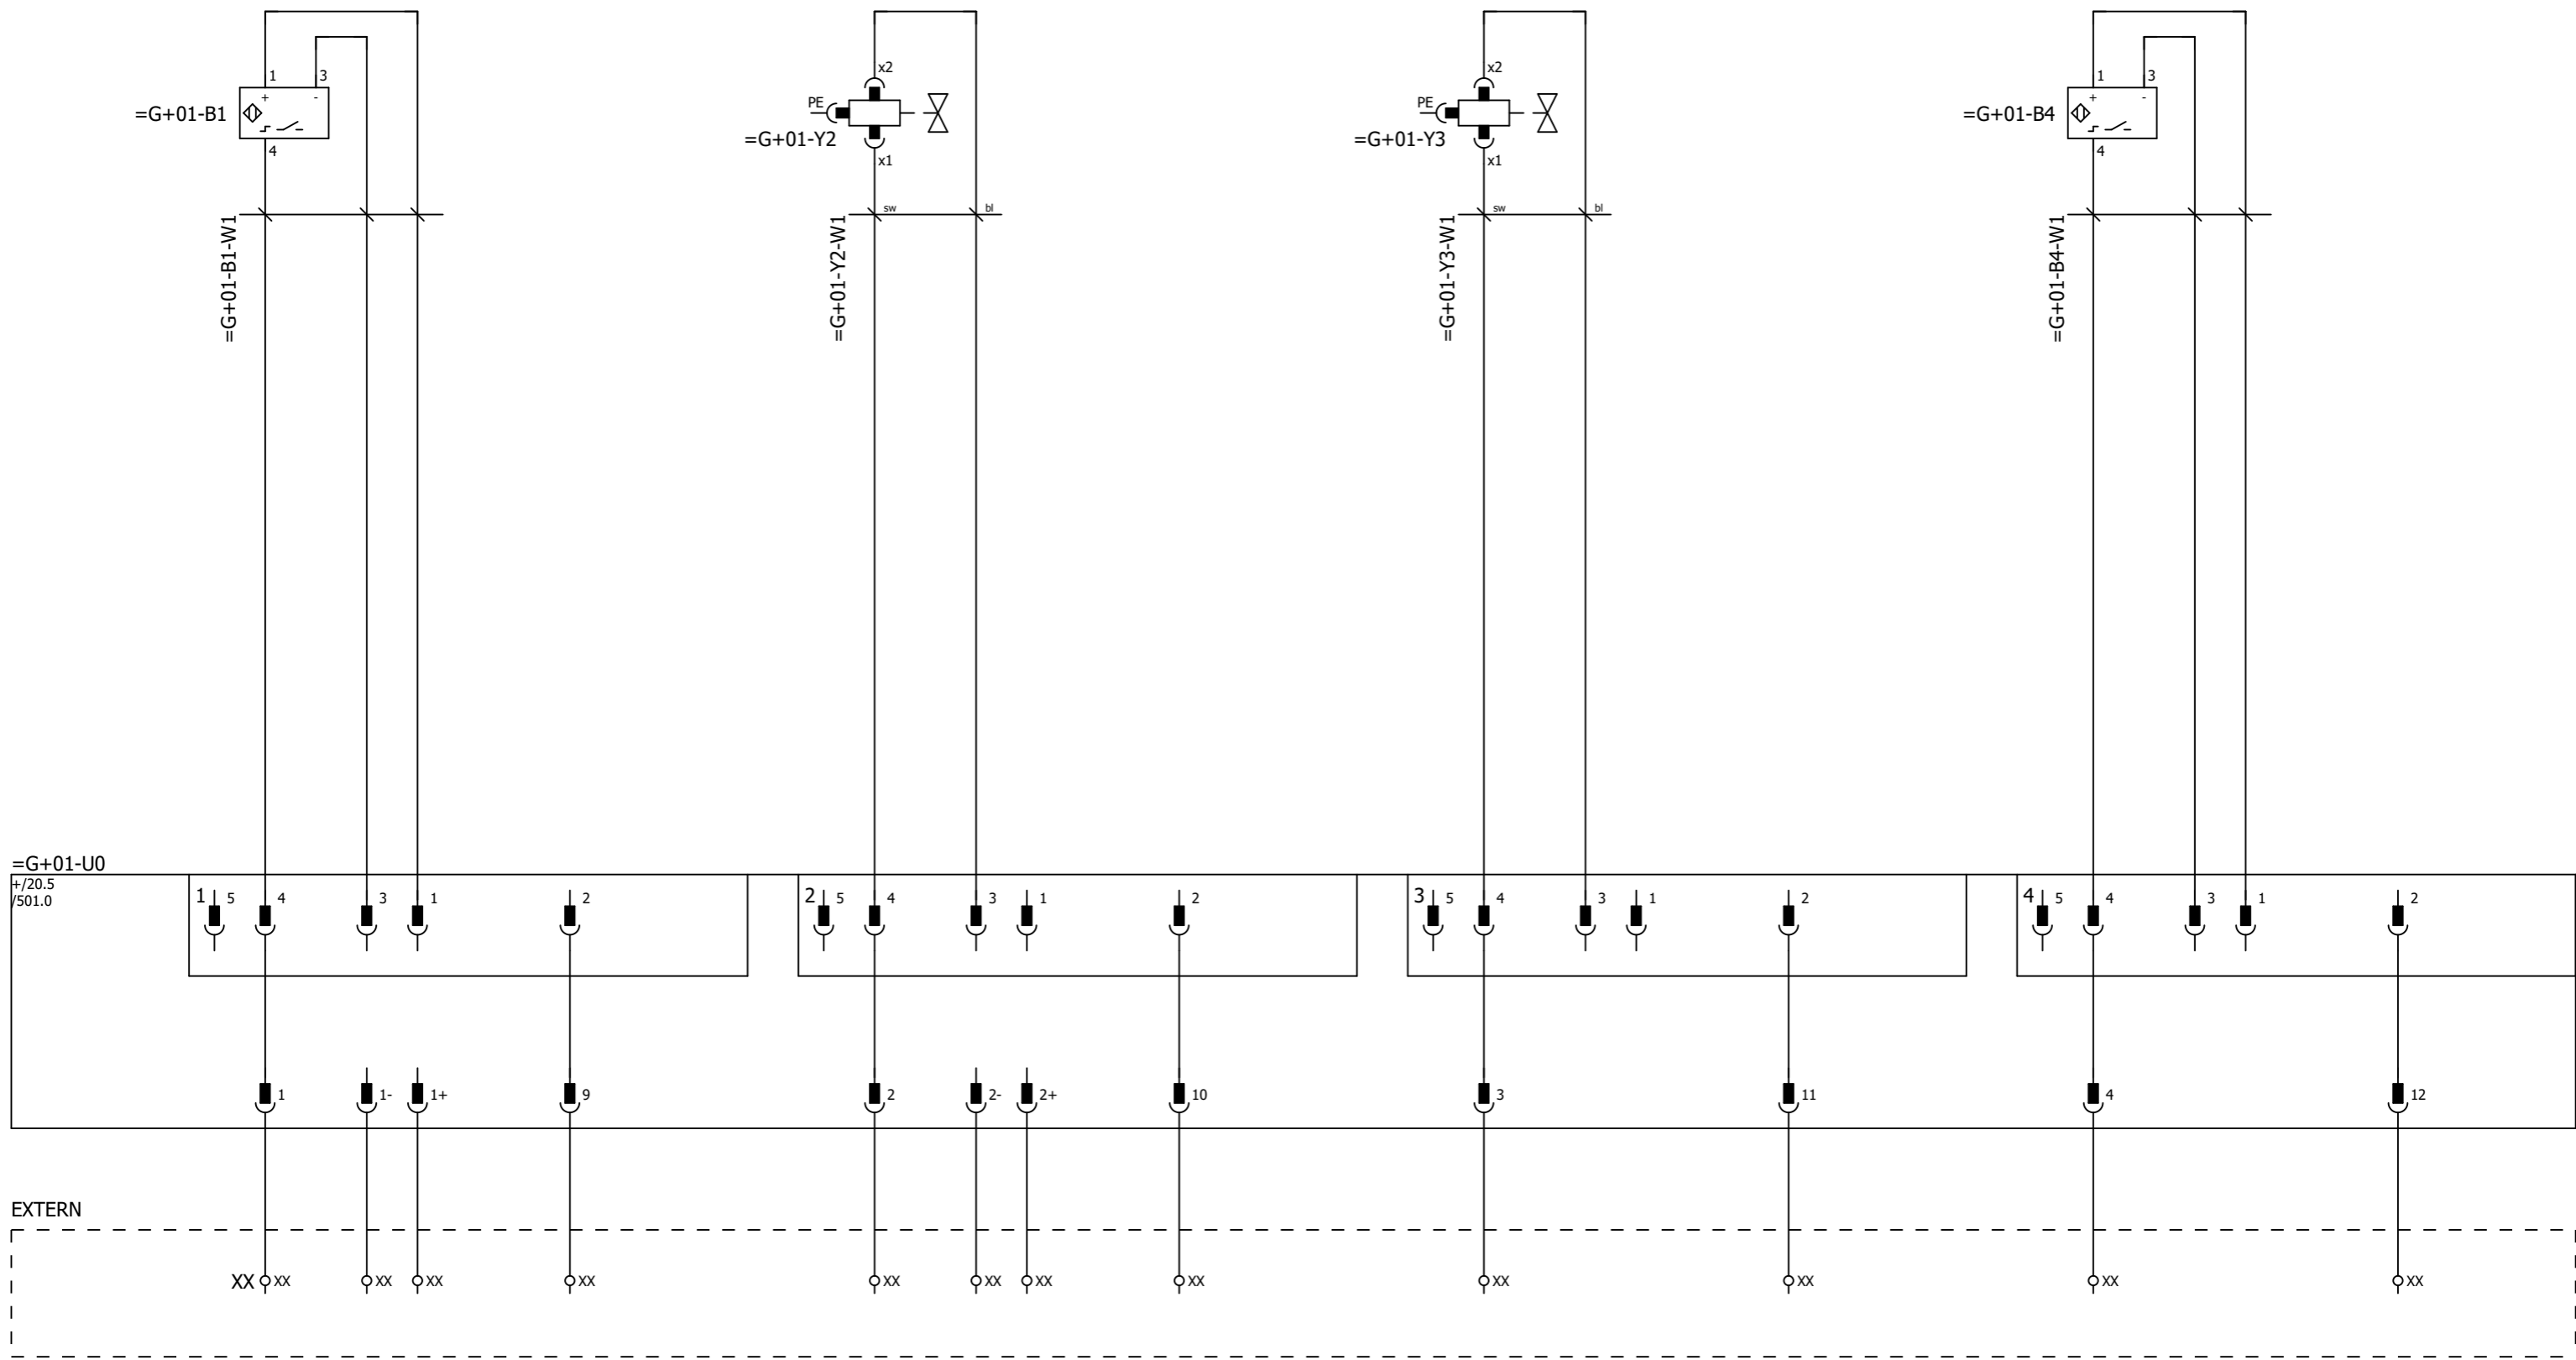 1 3 x2 x2 1 3
+ - + -
=G+01-B1 PE PE =G+01-B4
=G+01-Y2 =G+01-Y3
4 x1 x1 4
sw bl sw bl
=G+01-B1-W1 =G+01-Y2-W1 =G+01-Y3-W1 =G+01-B4-W1
=G+01-U0
+/20.5
/501.0
1 5 4 3 1 2 2 5 4 3 1 2 3 5 4 3 1 2 4 5 4 3 1 2
1 1- 1+ 9 2 2- 2+ 10 3 11 4 12
EXTERN
XX XX XX XX XX XX XX XX XX XX XX XX XX